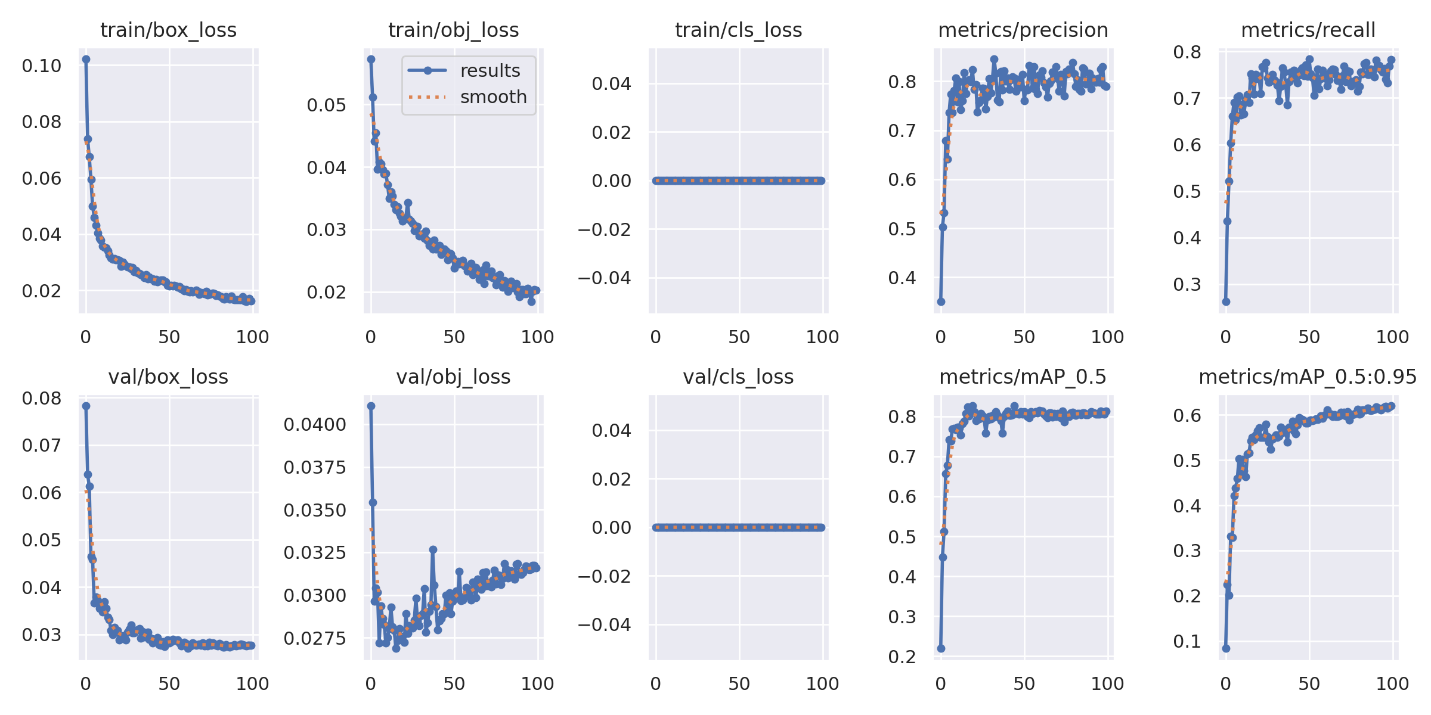 train/box_loss
train/obj_loss
train/cls_loss
metrics/precision
metrics/recall
0.10
0.08
0.06
0.04
0.02
0 50 100
0.05
0.04
0.03
0.02
results
smooth
0 50 100
0.04
0.02
0.00
−0.02
−0.04
0 50 100
0.8
0.7
0.6
0.5
0.4
0 50 100
0.8
0.7
0.6
0.5
0.4
0.3
0 50 100
val/box_loss
val/obj_loss
val/cls_loss
metrics/mAP_0.5
metrics/mAP_0.5:0.95
0.08
0.07
0.06
0.05
0.04
0.03
0 50 100
0.0400
0.0375
0.0350
0.0325
0.0300
0.0275
0 50 100
0.04
0.02
0.00
−0.02
−0.04
0 50 100
0.8
0.7
0.6
0.5
0.4
0.3
0.2
0 50 100
0.6
0.5
0.4
0.3
0.2
0.1
0 50 100